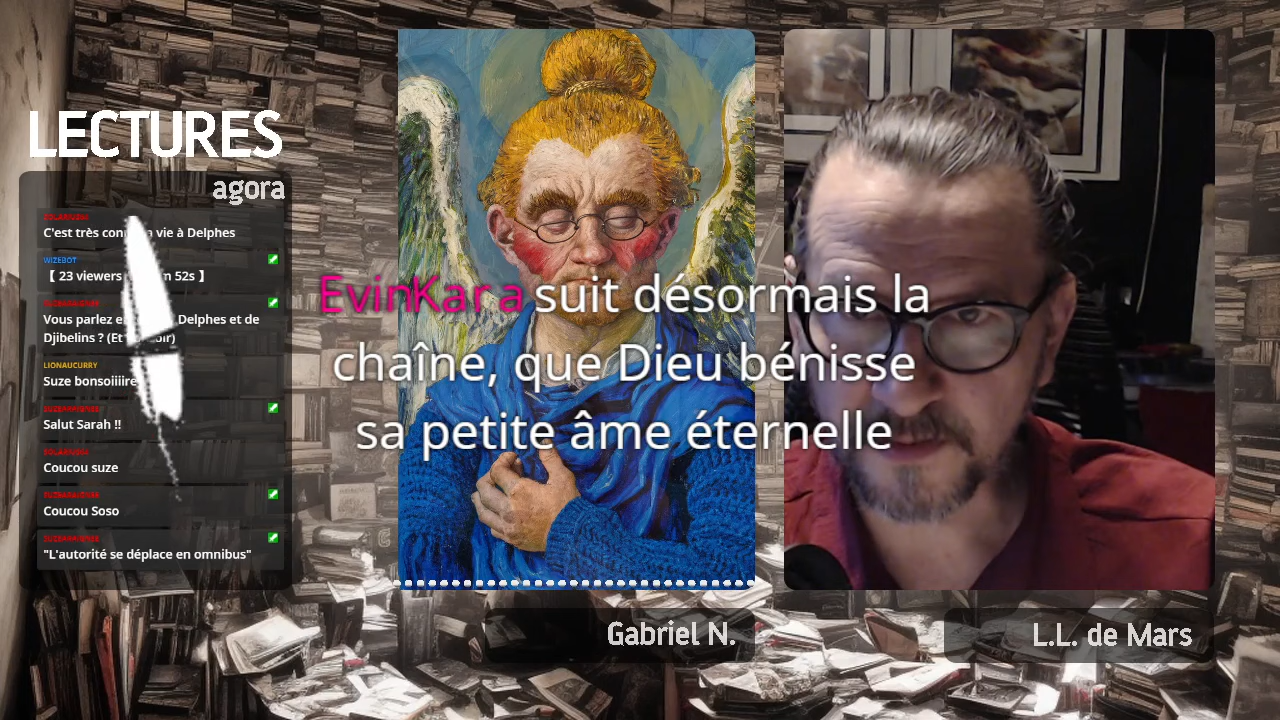 LECTURES
agora
C'est très con vie à Delphes
WIZEBOT
【 23 viewers n 52s 】
Vous parlez e Delphes et de
Djibelins ? (Et oir)
LIONAUCURRY
Suze bonsoiiiire
Salut Sarah !!
Coucou suze
Coucou Soso
"L'autorité se déplace en omnibus"
EvinKara suit désormais la
chaîne, que Dieu bénisse
sa petite âme éternelle
Gabriel N.
L.L. de Mars